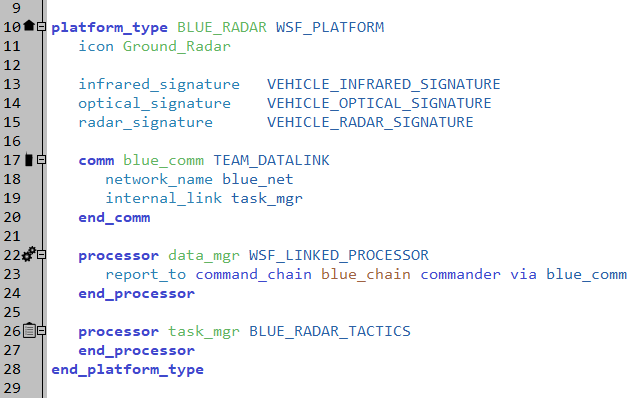 9
10 platform_type BLUE_RADAR WSF_PLATFORM
11 icon Ground_Radar
12
13 infrared_signature VEHICLE_INFRARED_SIGNATURE
14 optical_signature VEHICLE_OPTICAL_SIGNATURE
15 radar_signature VEHICLE_RADAR_SIGNATURE
16
17 comm blue_comm TEAM_DATALINK
18 network_name blue_net
19 internal_link task_mgr
20 end_comm
21
22 processor data_mgr WSF_LINKED_PROCESSOR
23 report_to command_chain blue_chain commander via blue_comm
24 end_processor
25
26 processor task_mgr BLUE_RADAR_TACTICS
27 end_processor
28 end_platform_type
29